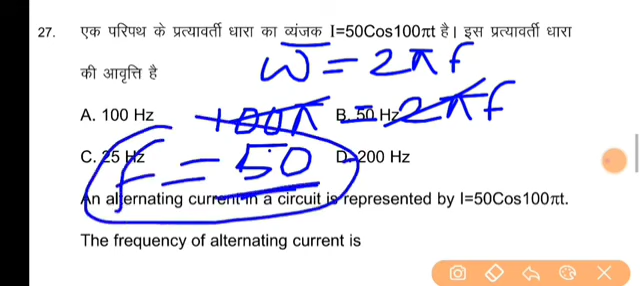 27. एक परिपथ के प्रत्यावर्ती धारा का व्यंजक I=50Cos100πt है। इस प्रत्यावर्ती धारा
की आवृत्ति है
ω = 2πf
A. 100 Hz
B. 50 Hz
100π = 2πf
C. 25 Hz
D. 200 Hz
f = 50
An alternating current in a circuit is represented by I=50Cos100πt.
The frequency of alternating current is